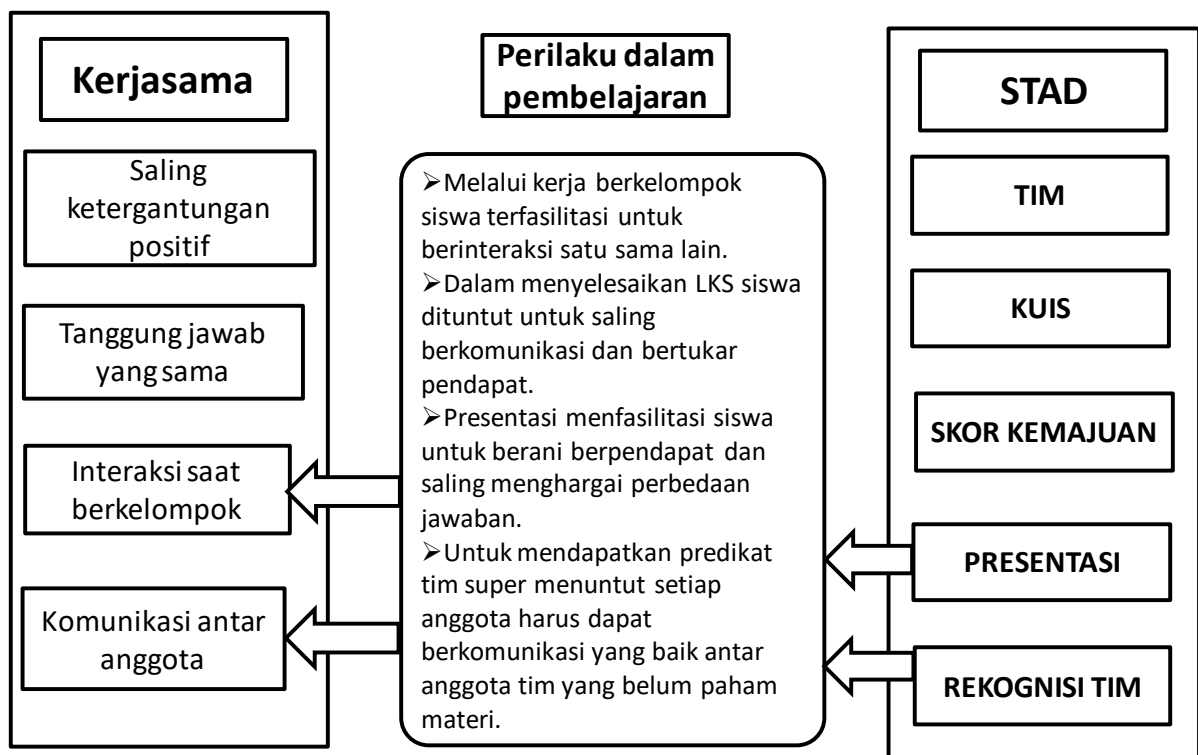 Kerjasama
Saling
ketergantungan
positif
Tanggung jawab
yang sama
Interaksi saat
berkelompok
Komunikasi antar
anggota
Perilaku dalam
pembelajaran
➢Melalui kerja berkelompok
siswa terfasilitasi untuk
berinteraksi satu sama lain.
➢Dalam menyelesaikan LKS siswa
dituntut untuk saling
berkomunikasi dan bertukar
pendapat.
➢Presentasi menfasilitasi siswa
untuk berani berpendapat dan
saling menghargai perbedaan
jawaban.
➢Untuk mendapatkan predikat
tim super menuntut setiap
anggota harus dapat
berkomunikasi yang baik antar
anggota tim yang belum paham
materi.
STAD
TIM
KUIS
SKOR KEMAJUAN
PRESENTASI
REKOGNISI TIM